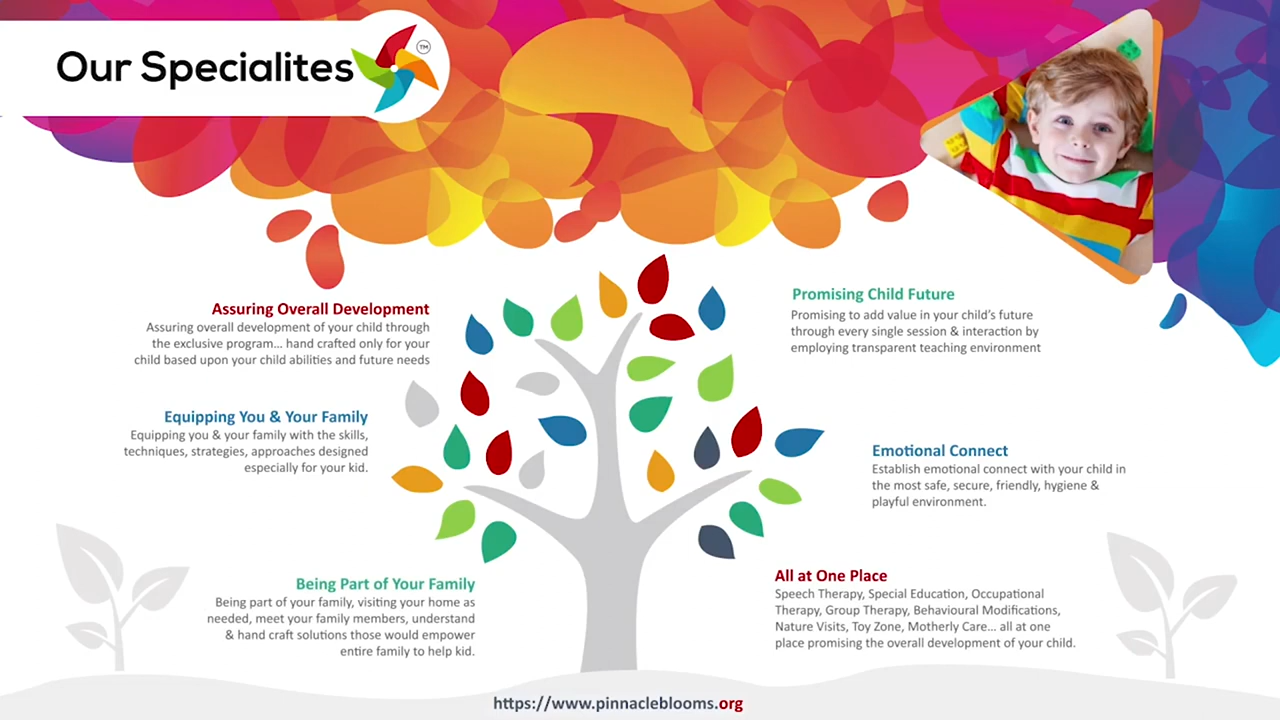 Our Specialites
TM
Assuring Overall Development
Assuring overall development of your child through
the exclusive program... hand crafted only for your
child based upon your child abilities and future needs
Equipping You & Your Family
Equipping you & your family with the skills,
techniques, strategies, approaches designed
especially for your kid.
Being Part of Your Family
Being part of your family, visiting your home as
needed, meet your family members, understand
& hand craft solutions those would empower
entire family to help kid.
Promising Child Future
Promising to add value in your child's future
through every single session & interaction by
employing transparent teaching environment
Emotional Connect
Establish emotional connect with your child in
the most safe, secure, friendly, hygiene &
playful environment.
All at One Place
Speech Therapy, Special Education, Occupational
Therapy, Group Therapy, Behavioural Modifications,
Nature Visits, Toy Zone, Motherly Care... all at one
place promising the overall development of your child.
https://www.pinnacleblooms.org